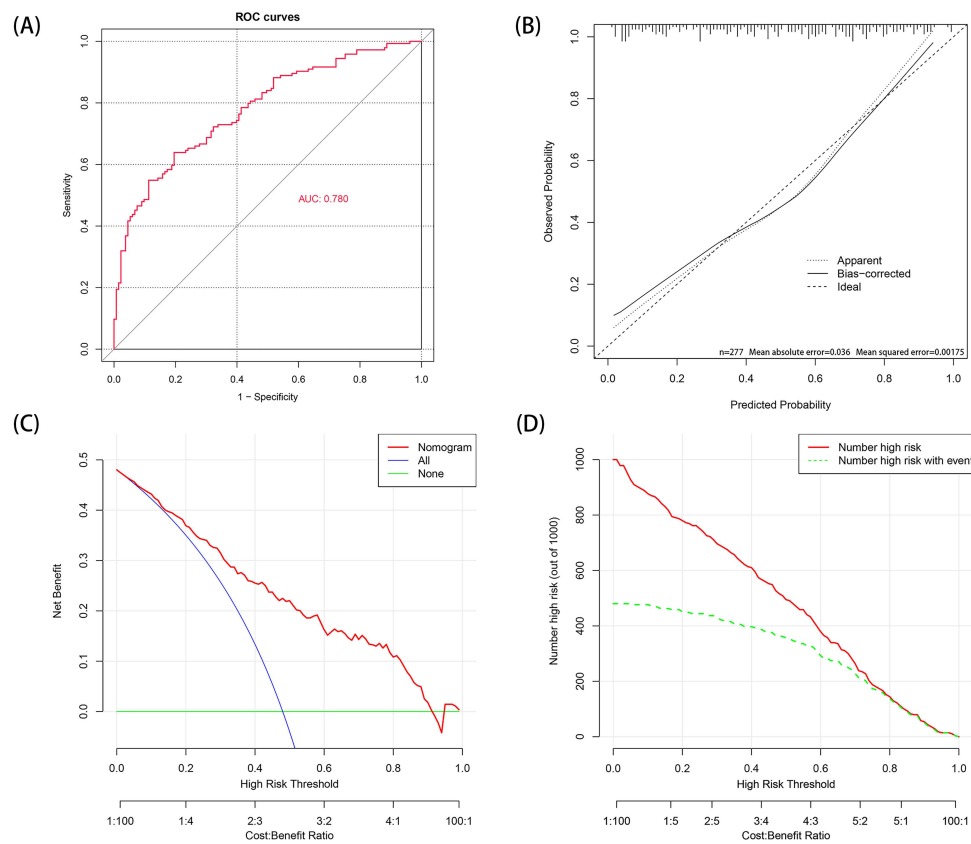 (A)
ROC curves
Sensitivity
0.0
0.2
0.4
0.6
0.8
1.0
AUC: 0.780
0.0 0.2 0.4 0.6 0.8 1.0
1 − Specificity
(B)
Observed Probability
0.0
0.2
0.4
0.6
0.8
1.0
Apparent
Bias−corrected
Ideal
n=277 Mean absolute error=0.036 Mean squared error=0.00175
0.0 0.2 0.4 0.6 0.8 1.0
Predicted Probability
(C)
Nomogram
All
None
Net Benefit
0.0
0.1
0.2
0.3
0.4
0.5
0.0 0.2 0.4 0.6 0.8 1.0
High Risk Threshold
1:100 1:4 2:3 3:2 4:1 100:1
Cost:Benefit Ratio
(D)
Number high risk
Number high risk with event
Number high risk (out of 1000)
0
200
400
600
800
1000
0.0 0.2 0.4 0.6 0.8 1.0
High Risk Threshold
1:100 1:5 2:5 3:4 4:3 5:2 5:1 100:1
Cost:Benefit Ratio